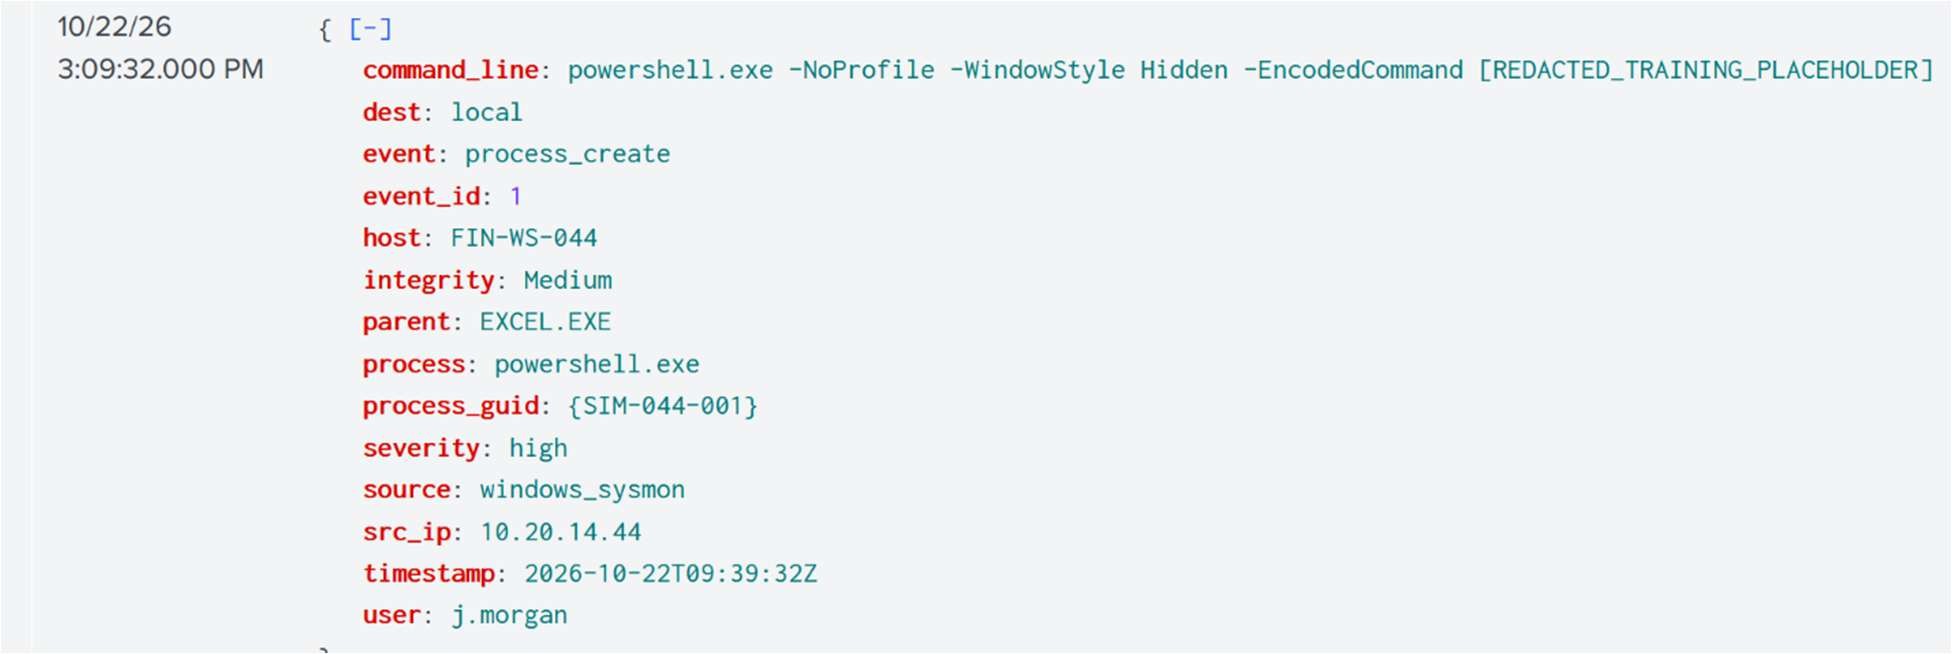 10/22/26
3:09:32.000 PM
{ [-]
command_line: powershell.exe -NoProfile -WindowStyle Hidden -EncodedCommand [REDACTED_TRAINING_PLACEHOLDER]
dest: local
event: process_create
event_id: 1
host: FIN-WS-044
integrity: Medium
parent: EXCEL.EXE
process: powershell.exe
process_guid: {SIM-044-001}
severity: high
source: windows_sysmon
src_ip: 10.20.14.44
timestamp: 2026-10-22T09:39:32Z
user: j.morgan
}